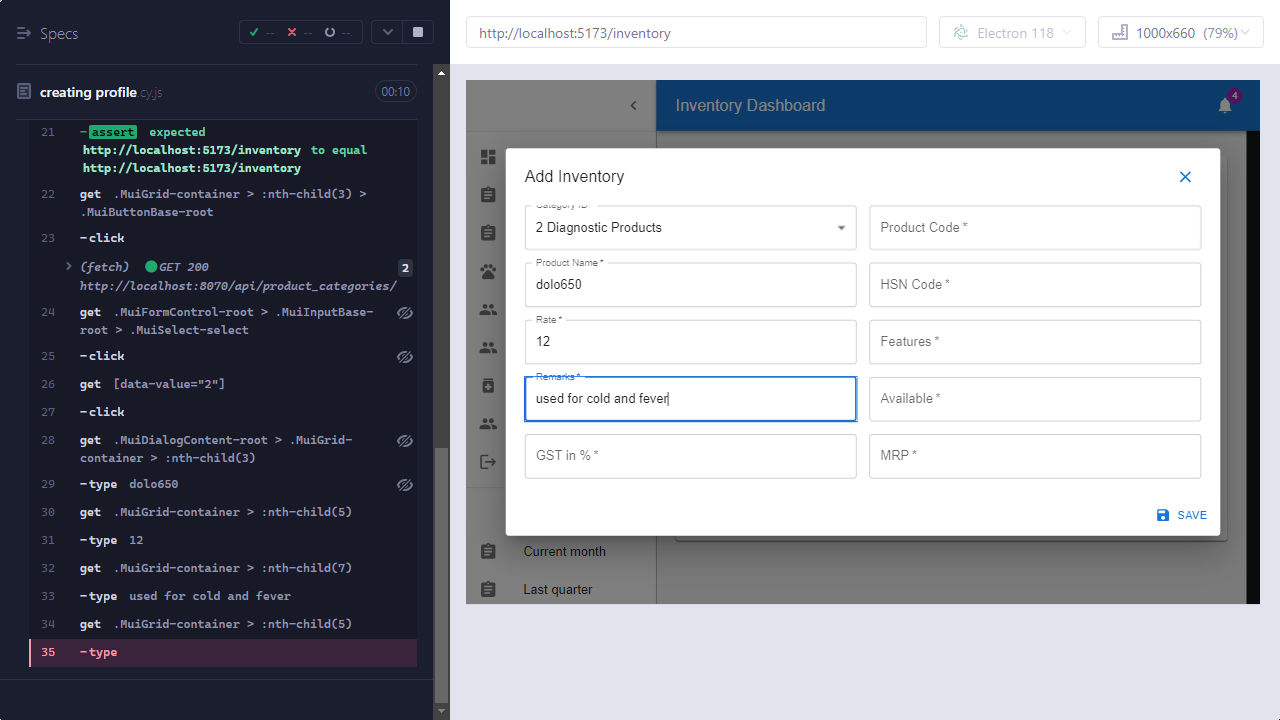 Specs
-- -- --
creating profile.cy.js
00:10
21 -assert expected
http://localhost:5173/inventory to equal
http://localhost:5173/inventory
22 get .MuiGrid-container > :nth-child(3) >
.MuiButtonBase-root
23 -click
(fetch) GET 200
2
http://localhost:8070/api/product_categories/
24 get .MuiFormControl-root > .MuiInputBase-
root > .MuiSelect-select
25 -click
26 get [data-value="2"]
27 -click
28 get .MuiDialogContent-root > .MuiGrid-
container > :nth-child(3)
29 -type dolo650
30 get .MuiGrid-container > :nth-child(5)
31 -type 12
32 get .MuiGrid-container > :nth-child(7)
33 -type used for cold and fever
34 get .MuiGrid-container > :nth-child(5)
35 -type
http://localhost:5173/inventory
Electron 118
1000x660 (79%)
Inventory Dashboard
4
Add Inventory
Category ID
2 Diagnostic Products
Product Code *
Product Name *
dolo650
HSN Code *
Rate *
12
Features *
Remarks *
used for cold and fever
Available *
GST in % *
MRP *
SAVE
Current month
Last quarter